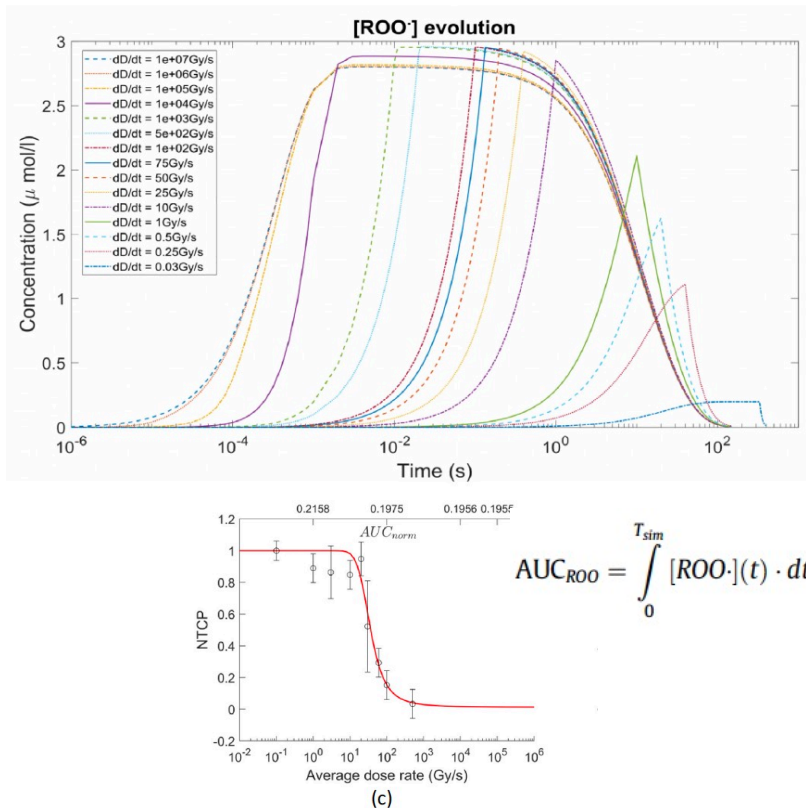 [ROO·] evolution
3
2.5
2
1.5
1
0.5
0
Concentration (μ mol/l)
dD/dt = 1e+07Gy/s
dD/dt = 1e+06Gy/s
dD/dt = 1e+05Gy/s
dD/dt = 1e+04Gy/s
dD/dt = 1e+03Gy/s
dD/dt = 5e+02Gy/s
dD/dt = 1e+02Gy/s
dD/dt = 75Gy/s
dD/dt = 50Gy/s
dD/dt = 25Gy/s
dD/dt = 10Gy/s
dD/dt = 1Gy/s
dD/dt = 0.5Gy/s
dD/dt = 0.25Gy/s
dD/dt = 0.03Gy/s
10⁻⁶ 10⁻⁴ 10⁻² 10⁰ 10²
Time (s)
0.2158 0.1975 0.1956 0.1955
AUC_norm
1.2
1
0.8
0.6
0.4
0.2
0
-0.2
NTCP
10⁻² 10⁻¹ 10⁰ 10¹ 10² 10³ 10⁴ 10⁵ 10⁶
Average dose rate (Gy/s)
(c)
AUC_ROO = ∫₀^Tsim [ROO·](t) · dt